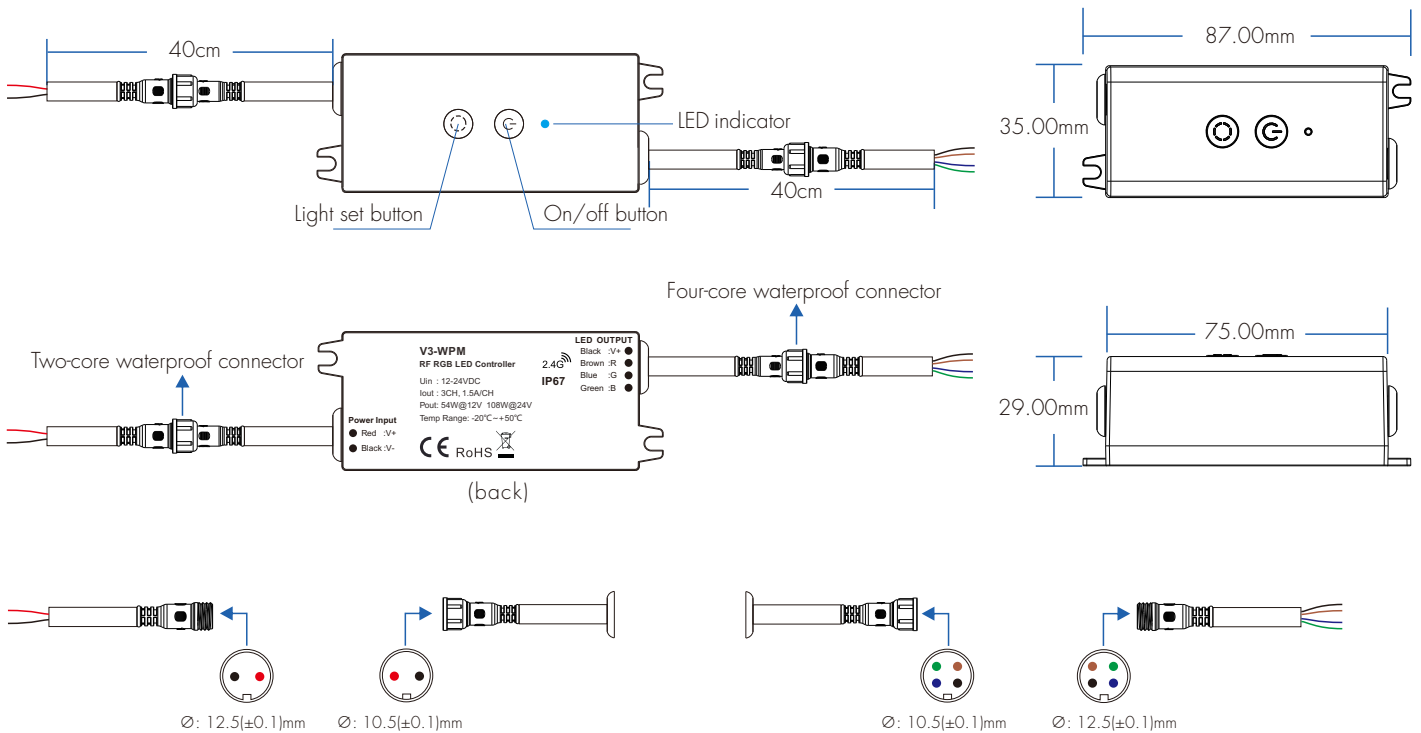 40cm
LED indicator
40cm
Light set button
On/off button
87.00mm
35.00mm
Four-core waterproof connector
Two-core waterproof connector
V3-WPM
RF RGB LED Controller
Uin : 12-24VDC
Iout : 3CH, 1.5A/CH
Pout: 54W@12V 108W@24V
Temp Range: -20℃~+50℃
2.4G
IP67
LED OUTPUT
Black :V+
Brown :R
Blue :G
Green :B
Power Input
Red :V+
Black :V-
CE RoHS
(back)
75.00mm
29.00mm
Ø: 12.5(±0.1)mm
Ø: 10.5(±0.1)mm
Ø: 10.5(±0.1)mm
Ø: 12.5(±0.1)mm